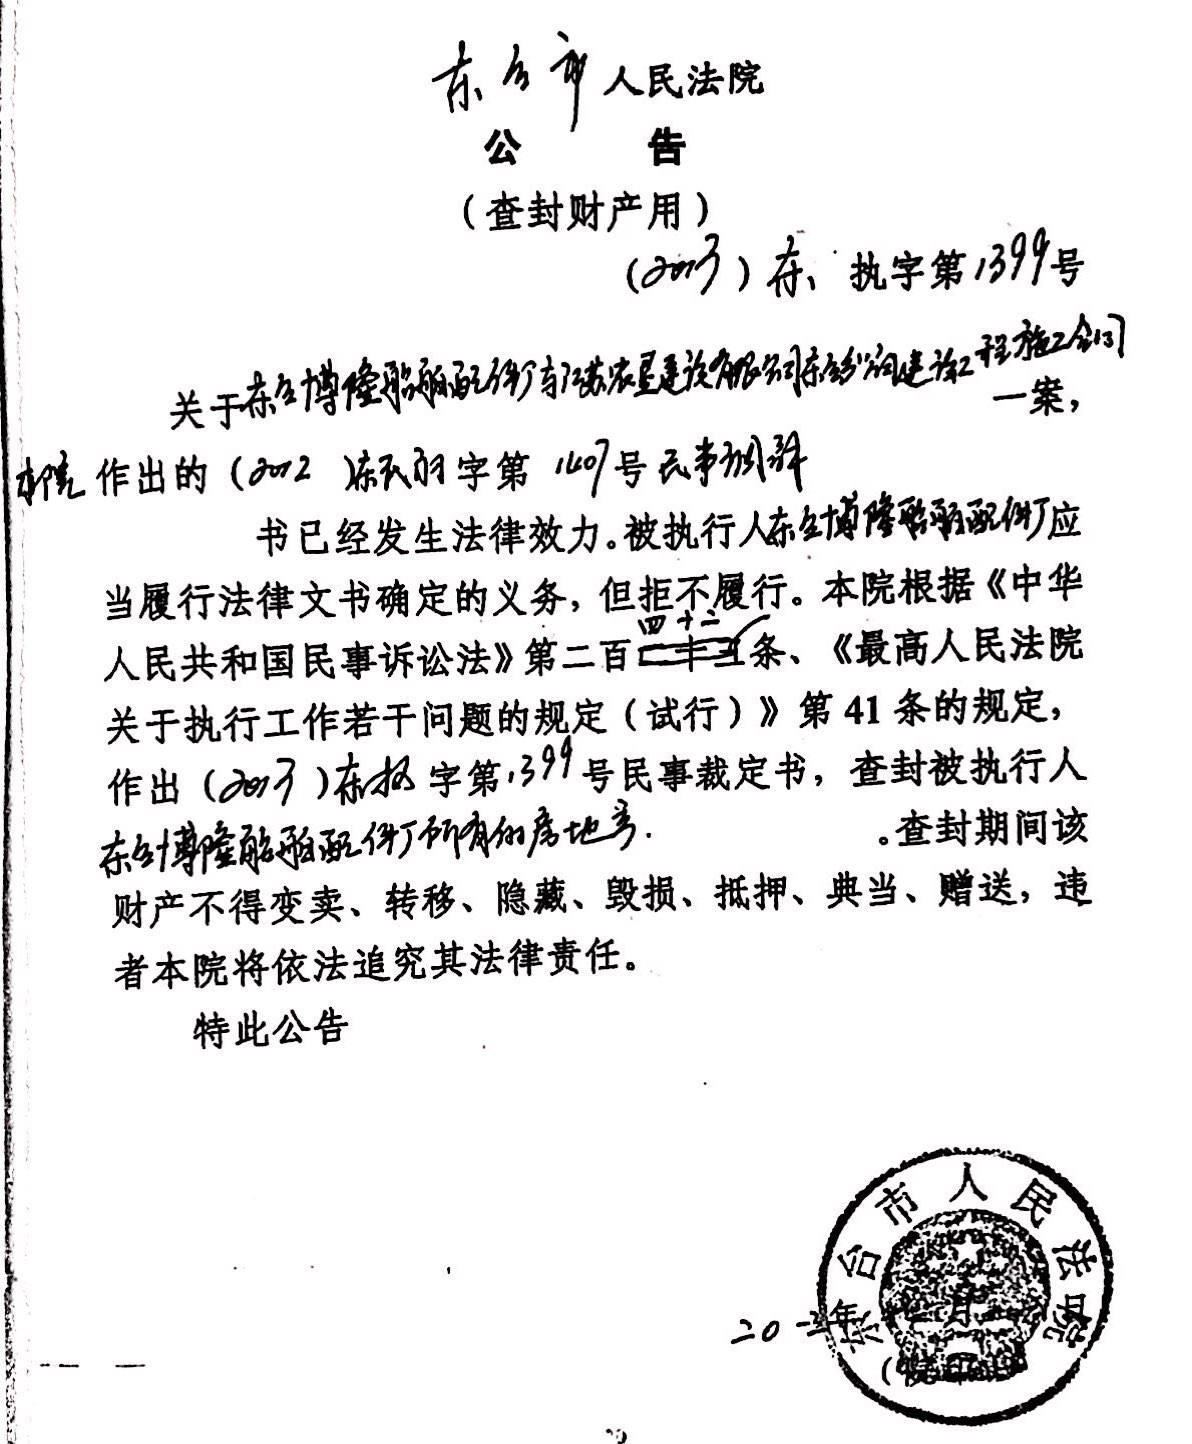 东台市人民法院
公 告
（查封财产用）
（2013）东 执字第1399号
关于东台博隆船舶配件厂与江苏农垦建设有限公司东台分公司建设工程施工合同
一案，
本院作出的（2012）东民初字第1407号民事调解
书已经发生法律效力。被执行人东台博隆船舶配件厂应
当履行法律文书确定的义务，但拒不履行。本院根据《中华
四十二
人民共和国民事诉讼法》第二百二十三条、《最高人民法院
关于执行工作若干问题的规定（试行）》第41条的规定，
作出（2013）东执字第1399号民事裁定书，查封被执行人
东台博隆船舶配件厂所有的房地产. 。查封期间该
财产不得变卖、转移、隐藏、毁损、抵押、典当、赠送，违
者本院将依法追究其法律责任。
特此公告
东台市人民法院
二0一三年 月 日
（院印）